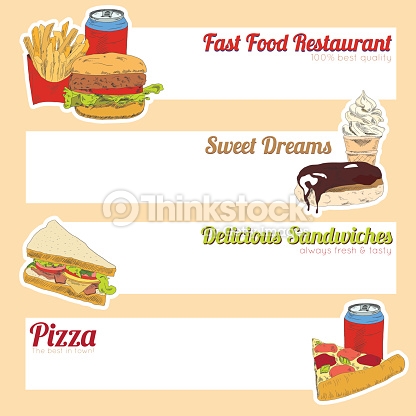 Fast Food Restaurant
100% best quality
Sweet Dreams
Thinkstock
Delicious Sandwiches
always fresh & tasty
Pizza
The best in town!